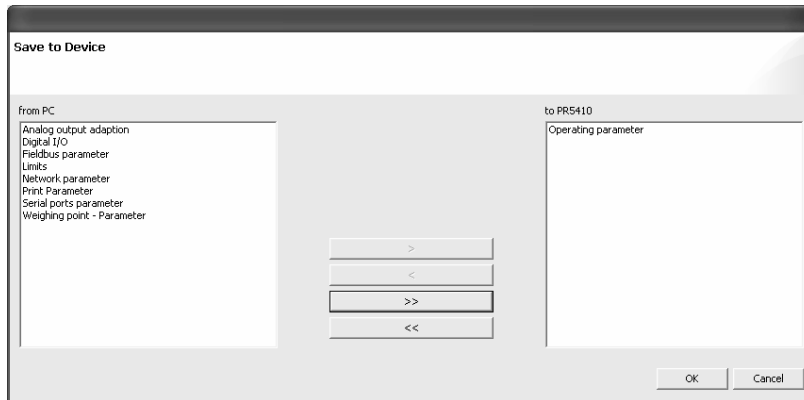 Save to Device
from PC
Analog output adaption
Digital I/O
Fieldbus parameter
Limits
Network parameter
Print Parameter
Serial ports parameter
Weighing point - Parameter
>
<
>>
<<
to PR5410
Operating parameter
OK
Cancel